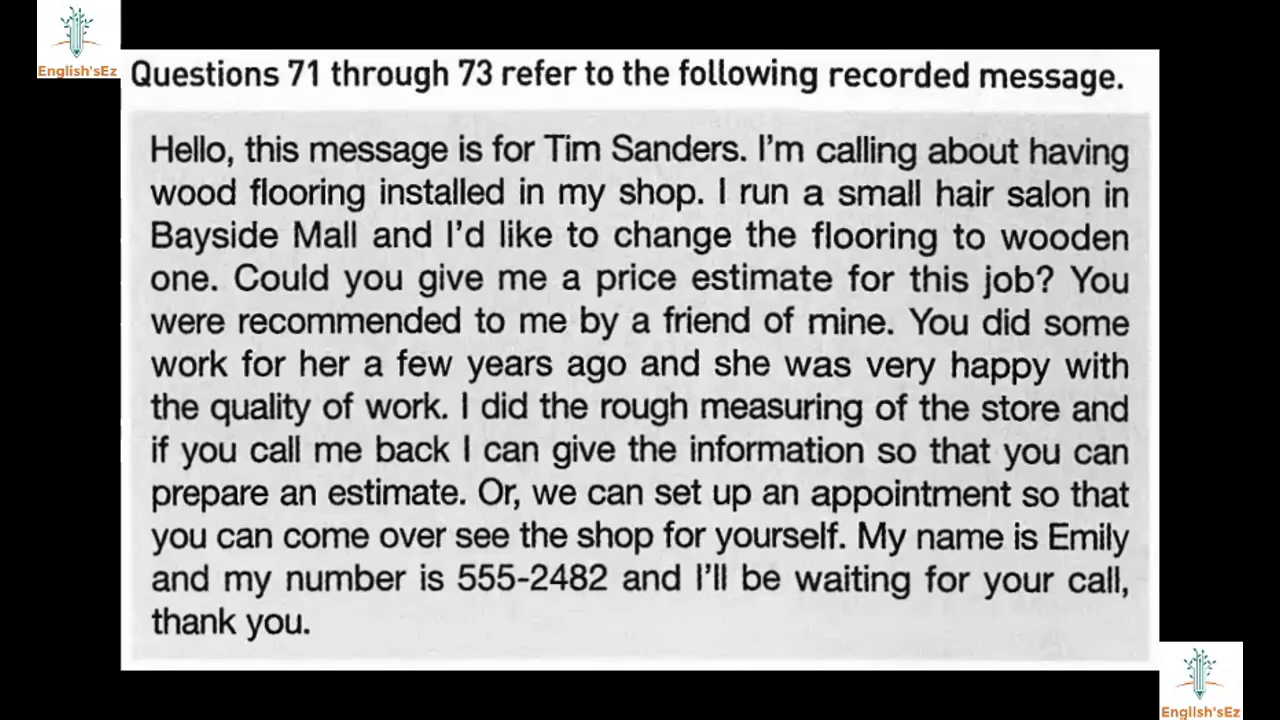 English'sEz
Questions 71 through 73 refer to the following recorded message.
Hello, this message is for Tim Sanders. I'm calling about having
wood flooring installed in my shop. I run a small hair salon in
Bayside Mall and I'd like to change the flooring to wooden
one. Could you give me a price estimate for this job? You
were recommended to me by a friend of mine. You did some
work for her a few years ago and she was very happy with
the quality of work. I did the rough measuring of the store and
if you call me back I can give the information so that you can
prepare an estimate. Or, we can set up an appointment so that
you can come over see the shop for yourself. My name is Emily
and my number is 555-2482 and I'll be waiting for your call,
thank you.
English'sEz